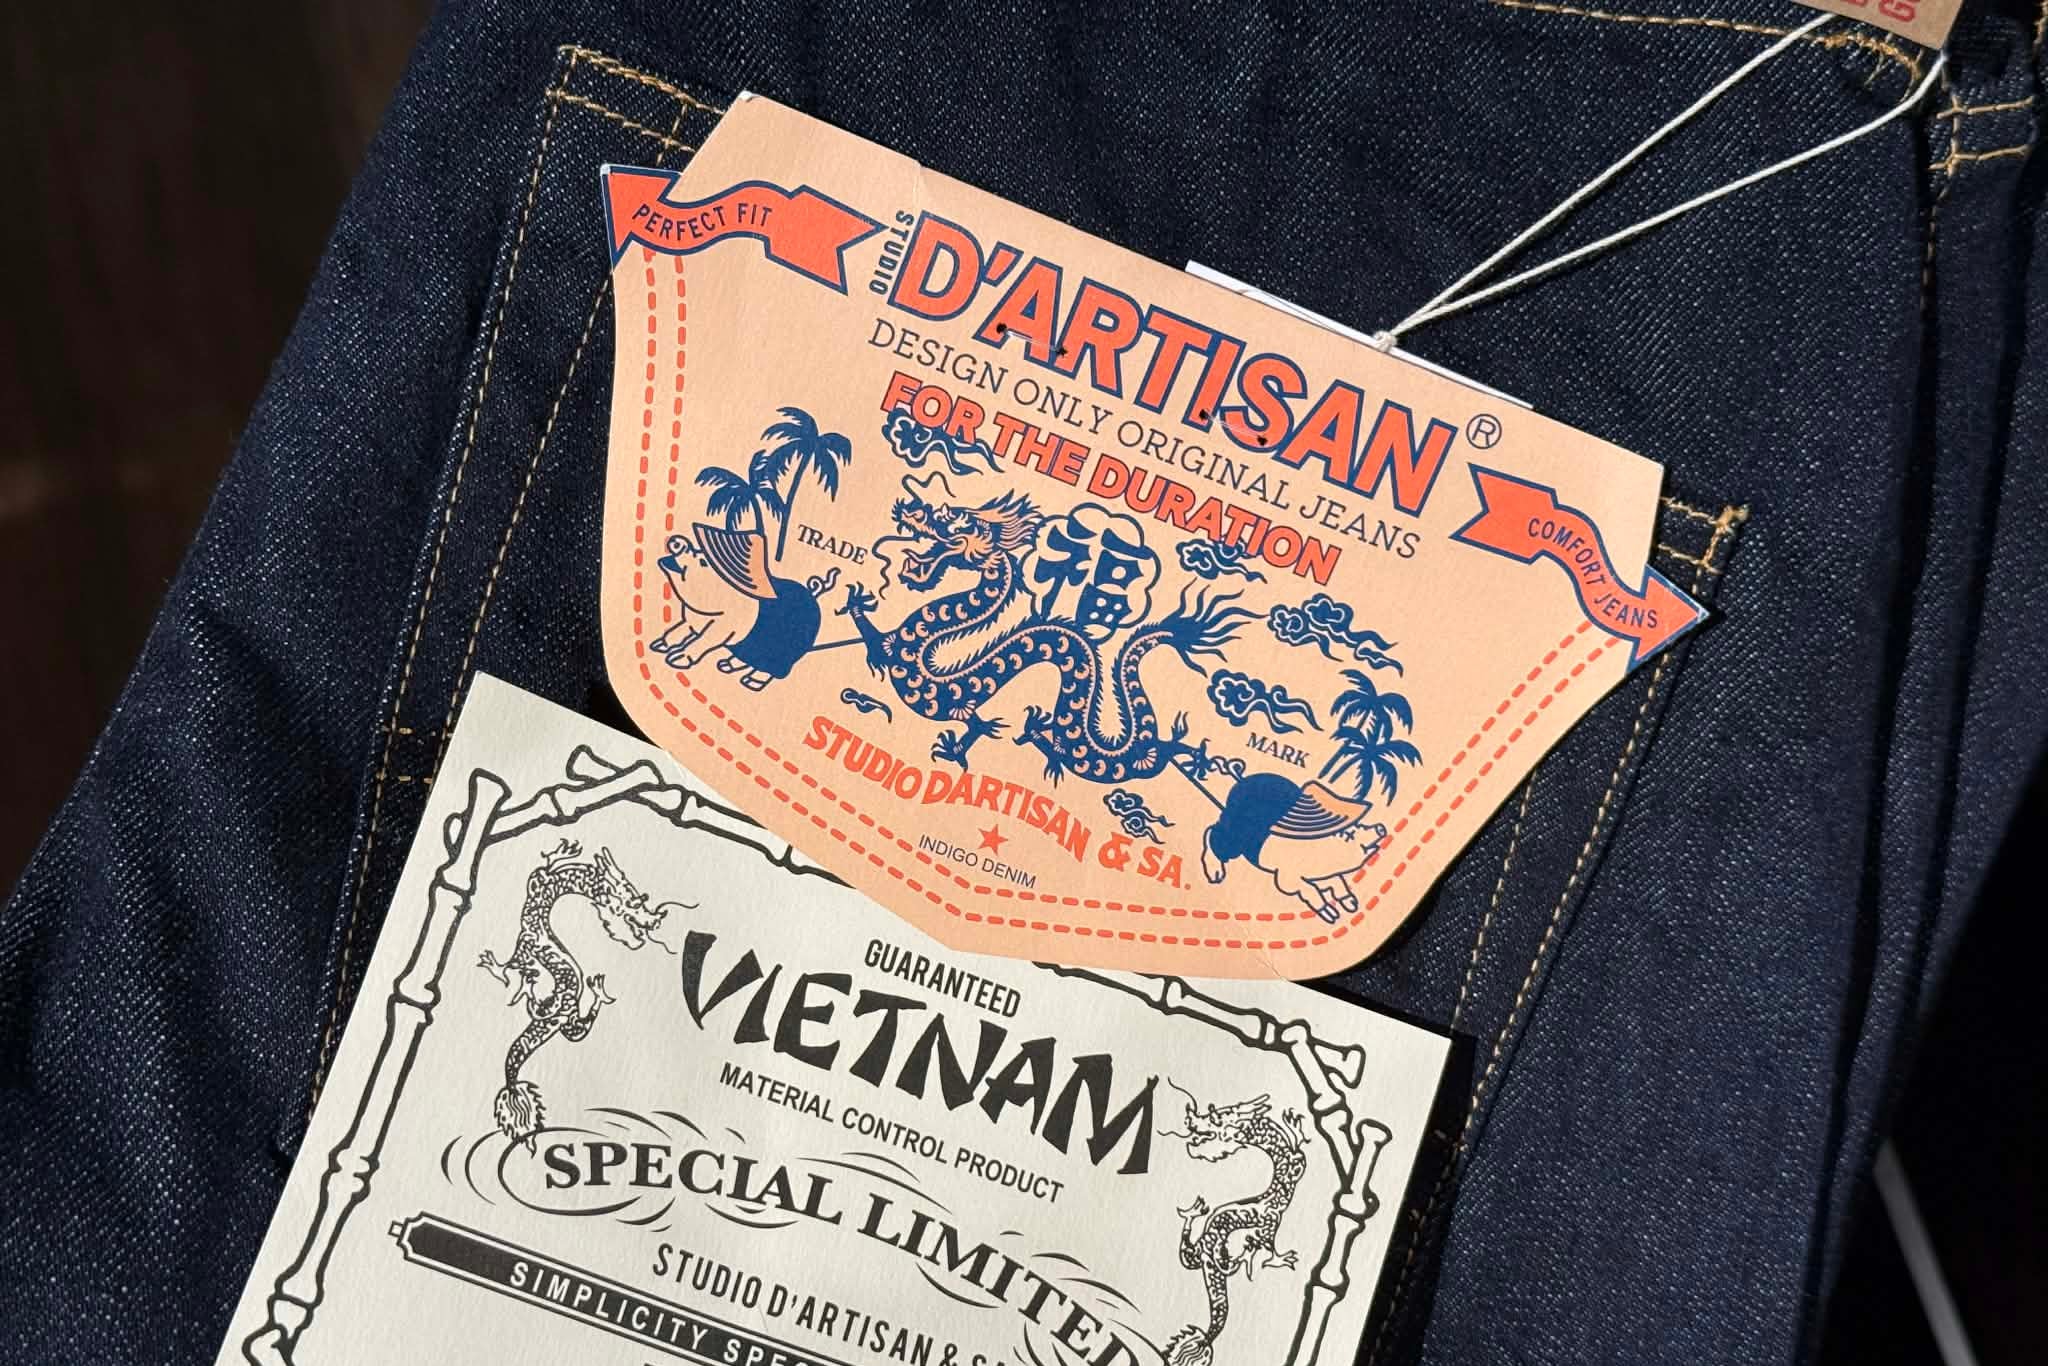 PERFECT FIT
STUDIO
D'ARTISAN®
DESIGN ONLY ORIGINAL JEANS
FOR THE DURATION
COMFORT JEANS
TRADE
福
MARK
STUDIO DARTISAN & SA.
INDIGO DENIM
GUARANTEED
VIETNAM
MATERIAL CONTROL PRODUCT
SPECIAL LIMITED
STUDIO D'ARTISAN &
SIMPLICITY